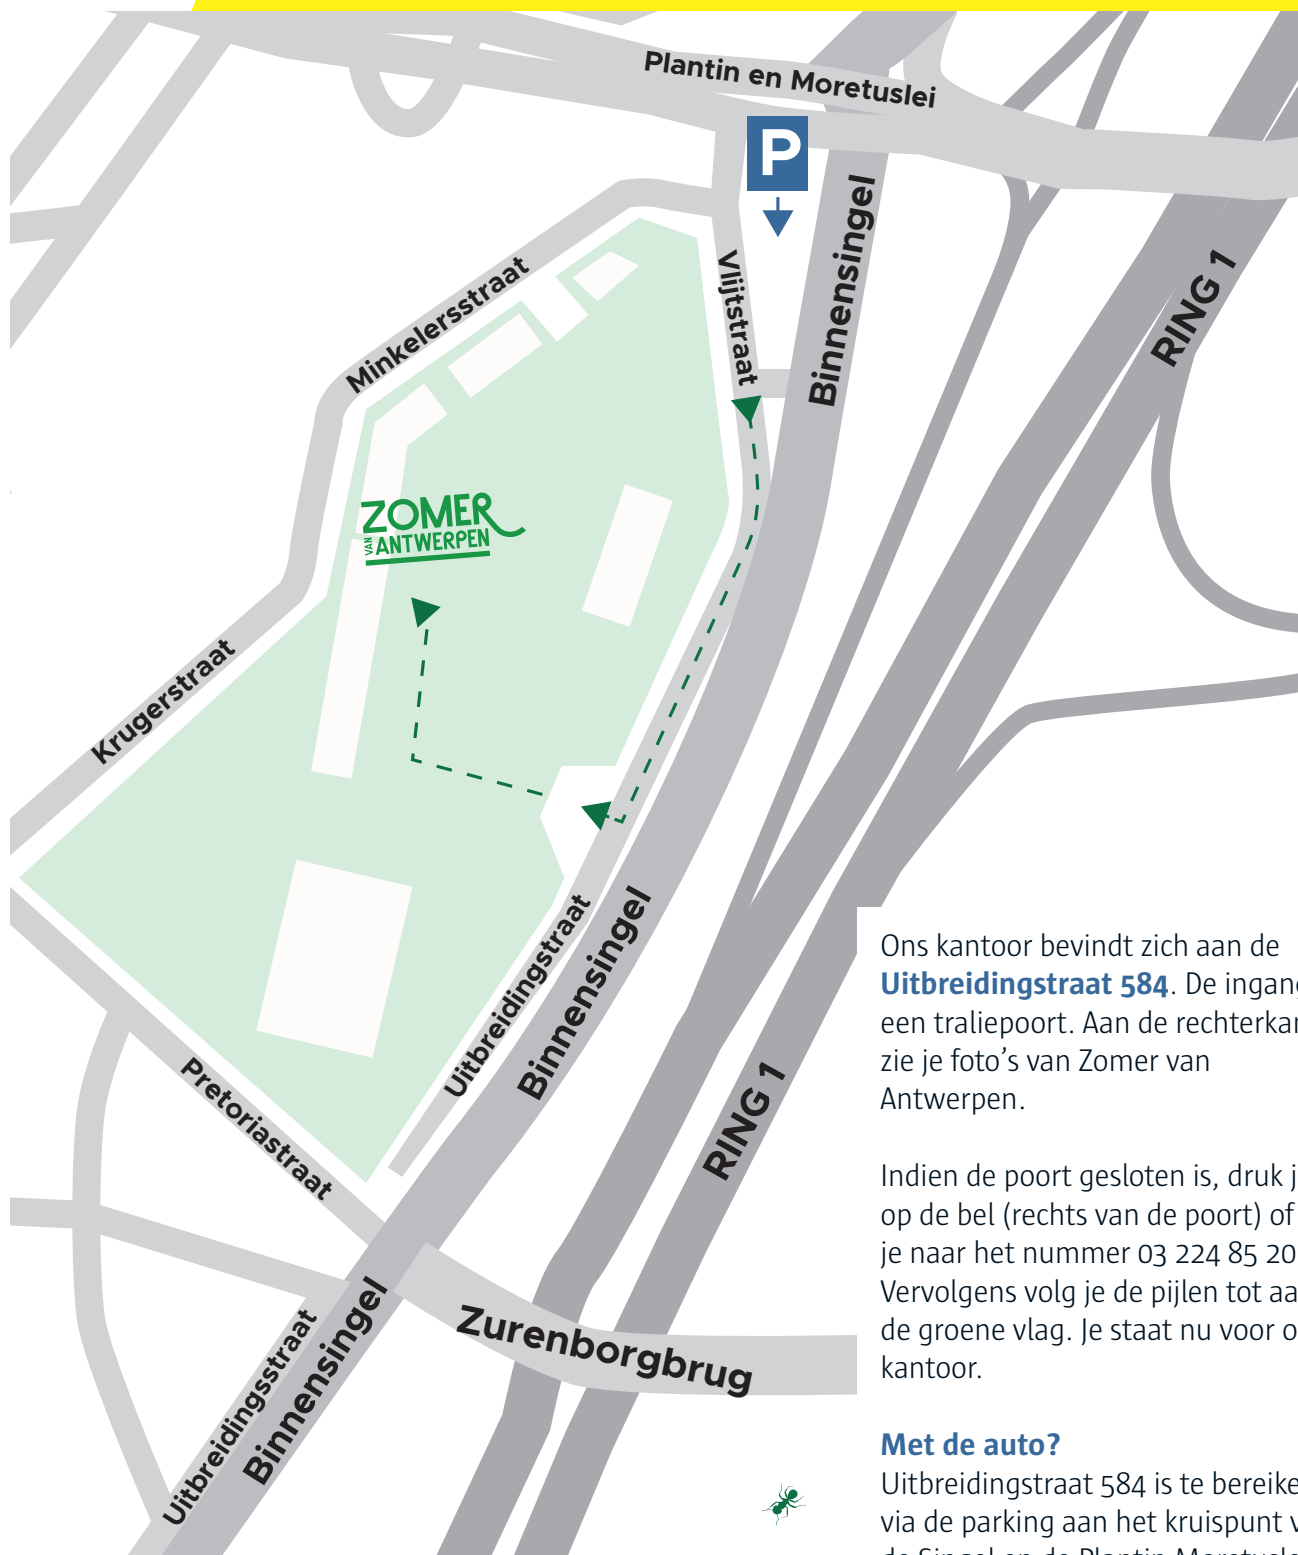 Plantin en Moretuslei
P
Binnensingel
RING 1
Vlijtstraat
Minkelersstraat
ZOMER
VAN ANTWERPEN
Krugerstraat
Uitbreidingstraat
Binnensingel
RING 1
Pretoriastraat
Zurenborgbrug
Uitbreidingsstraat
Binnensingel
Ons kantoor bevindt zich aan de
Uitbreidingstraat 584. De ingang
een traliepoort. Aan de
zie je foto's van Zomer van
Antwerpen.
Indien de poort gesloten is, druk
op de bel (rechts van de poort) of
je naar het nummer 03 224 85 20
Vervolgens volg je de pijlen tot
de groene vlag. Je staat nu voor
kantoor.
Met de auto?
Uitbreidingstraat 584 is te
via de parking aan het kruispunt